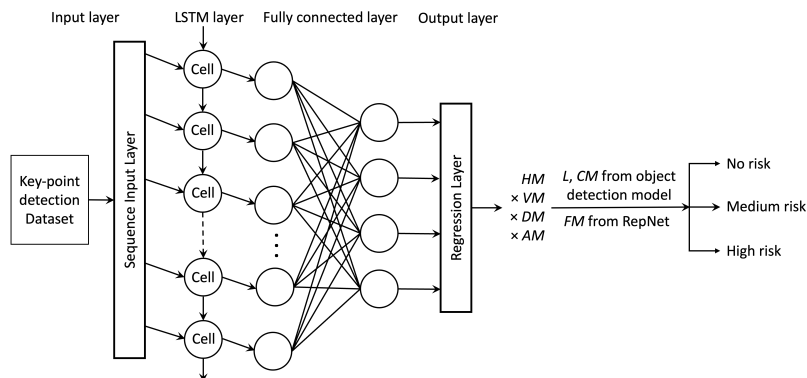 Input layer
LSTM layer
Fully connected layer
Output layer
Key-point
detection
Dataset
Sequence Input Layer
Cell
Cell
Cell
Cell
Cell
Regression Layer
HM
× VM
× DM
× AM
L, CM from object
detection model
FM from RepNet
No risk
Medium risk
High risk